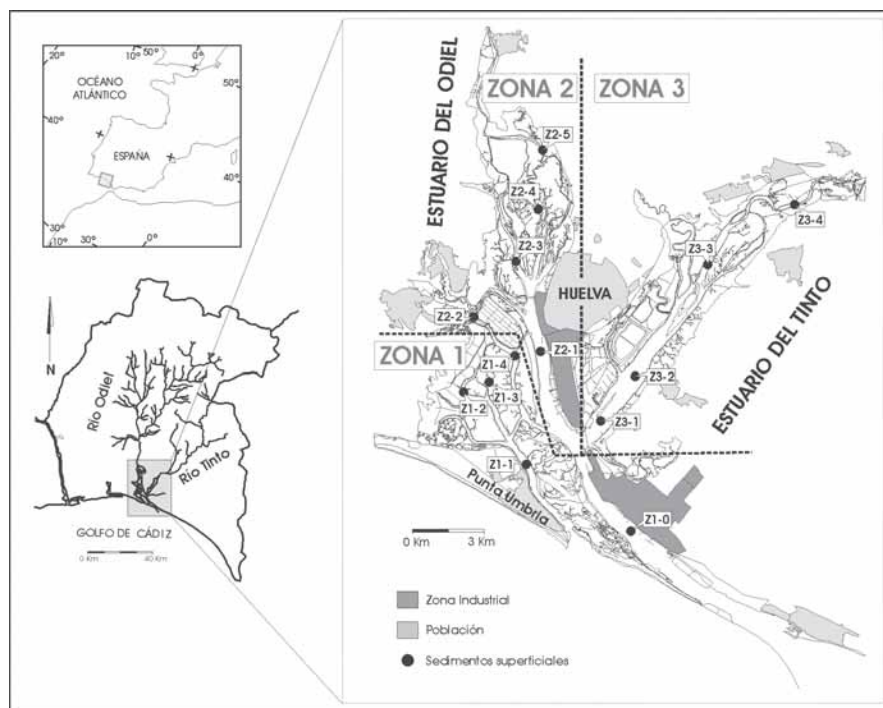 20°
10°
50°
0°
OCÉANO
ATLÁNTICO
50°
40°
ESPAÑA
40°
30°
10°
30°
0°
N
Río Odiel
Río Tinto
GOLFO DE CÁDIZ
0 Km 40 Km
ESTUARIO DEL ODIEL
ZONA 2
ZONA 3
Z2-5
Z2-4
Z3-4
Z2-3
Z3-3
HUELVA
Z2-2
ZONA 1
Z2-1
Z1-4
ESTUARIO DEL TINTO
Z1-3
Z3-2
Z1-2
Z3-1
Z1-1
Punta Umbría
Z1-0
0 Km 3 Km
Zona Industrial
Población
Sedimentos superficiales